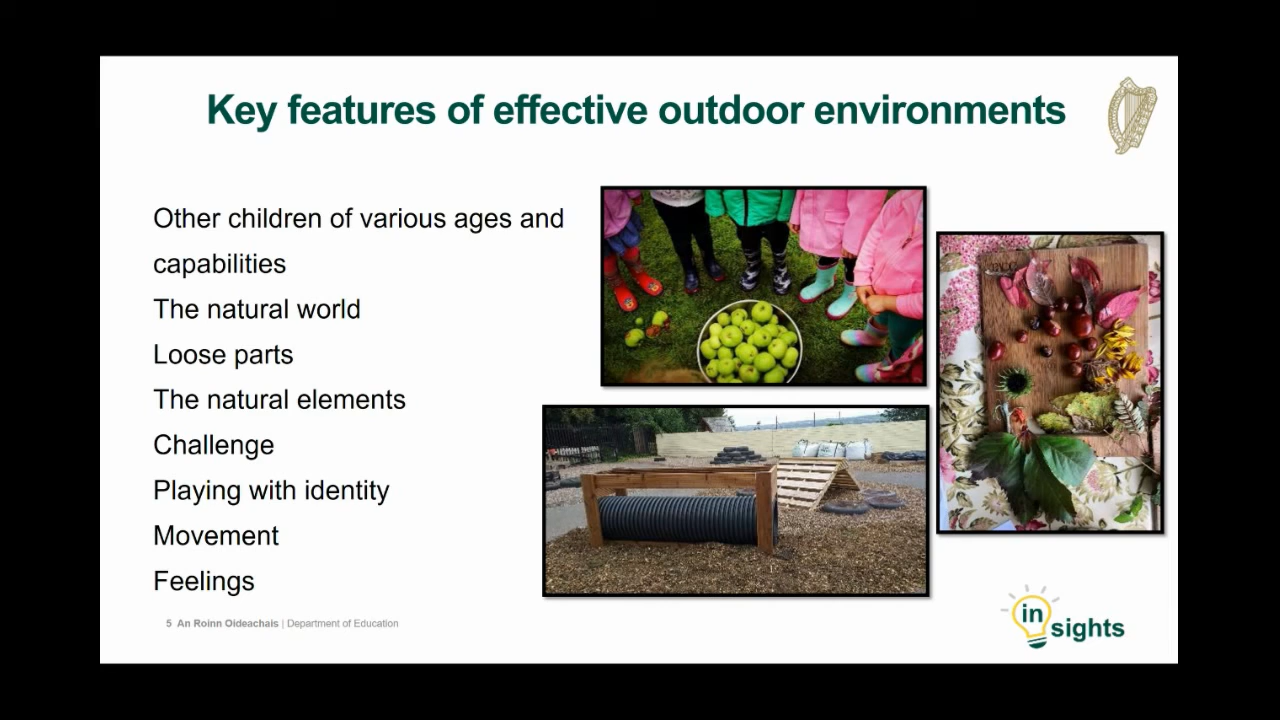 Key features of effective outdoor environments
Other children of various ages and
capabilities
The natural world
Loose parts
The natural elements
Challenge
Playing with identity
Movement
Feelings
5 An Roinn Oideachais | Department of Education
in
sights